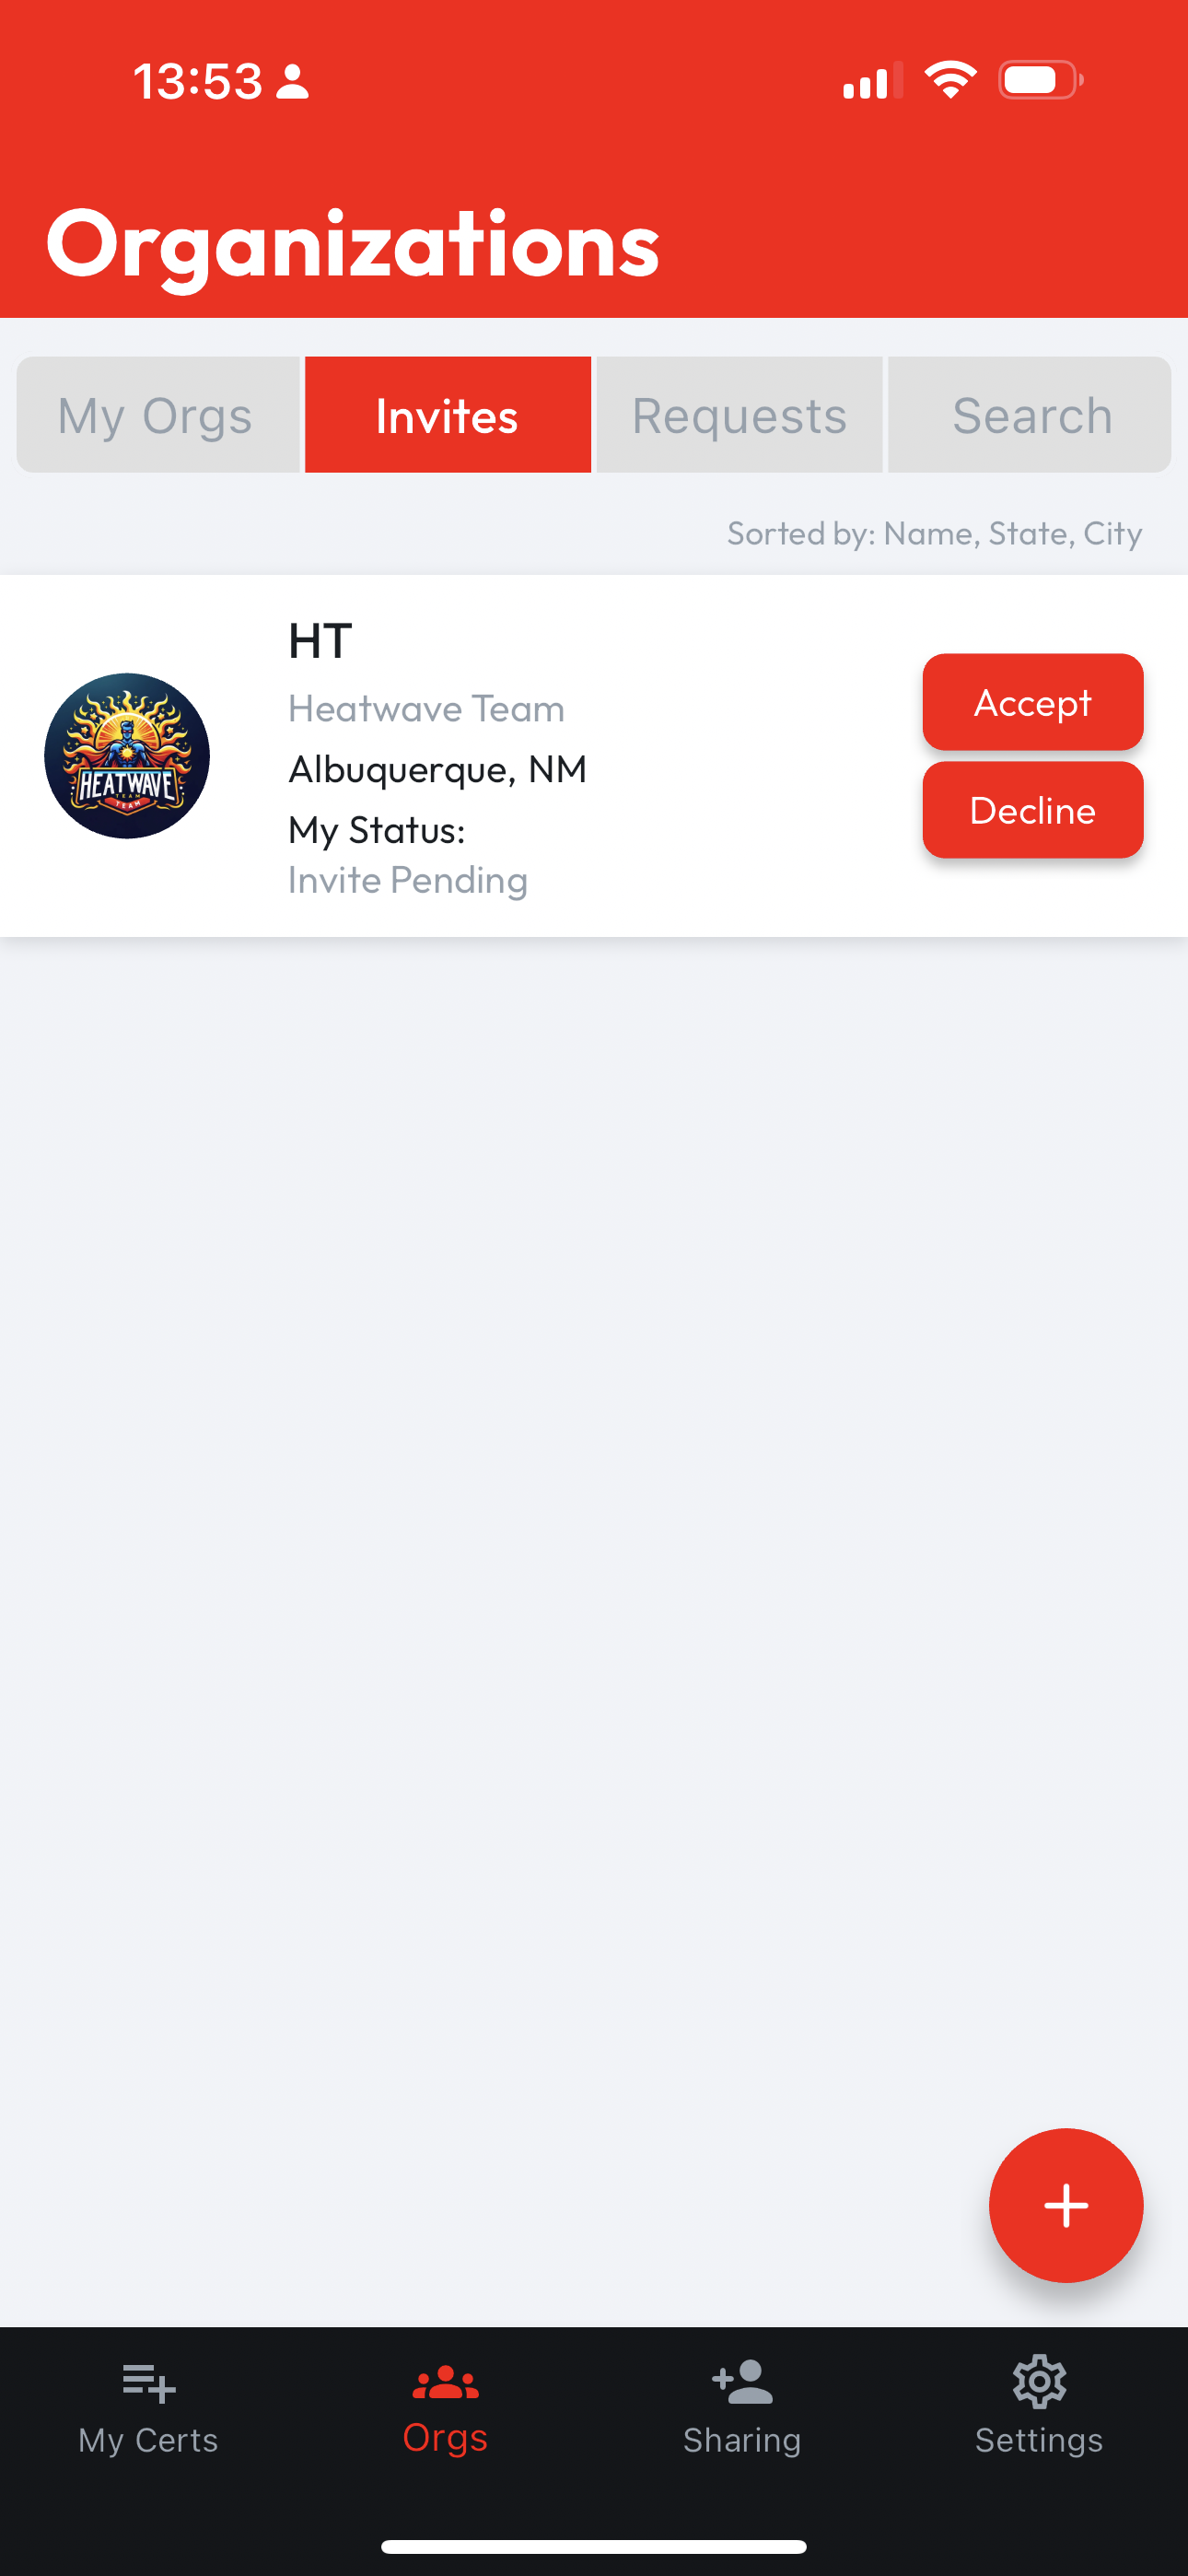 13:53
Organizations
My Orgs
Invites
Requests
Search
Sorted by: Name, State, City
HT
Heatwave Team
Albuquerque, NM
My Status:
Invite Pending
HEATWAVE
TEAM
TEAM
Accept
Decline
My Certs
Orgs
Sharing
Settings